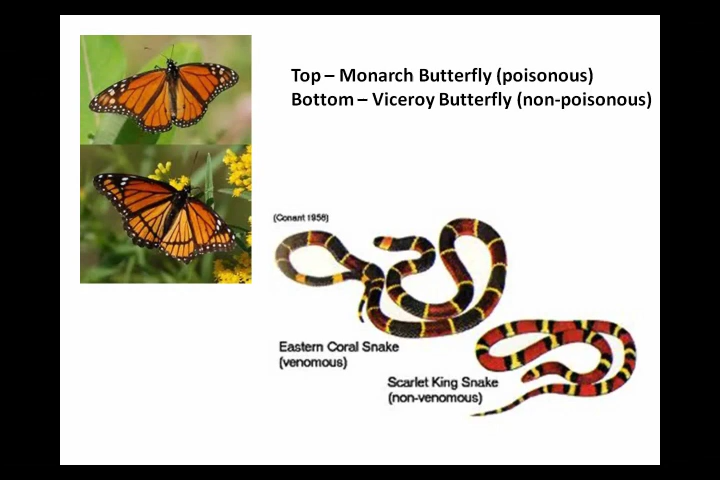 Top – Monarch Butterfly (poisonous)
Bottom – Viceroy Butterfly (non-poisonous)
(Conant 1958)
Eastern Coral Snake
(venomous)
Scarlet King Snake
(non-venomous)